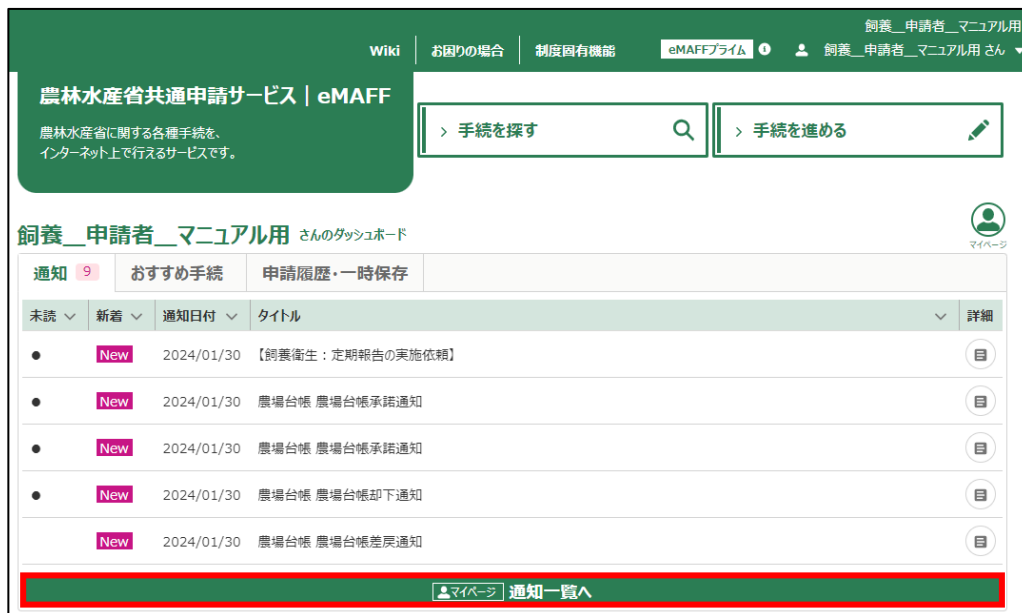 飼養__申請者__マニュアル用
Wiki お困りの場合 制度固有機能 eMAFFプライム 飼養__申請者__マニュアル用 さん
農林水産省共通申請サービス｜eMAFF
農林水産省に関する各種手続を、
インターネット上で行えるサービスです。
手続を探す
手続を進める
飼養__申請者__マニュアル用 さんのダッシュボード
マイページ
通知 9 おすすめ手続 申請履歴・一時保存
未読 新着 通知日付 タイトル 詳細
● New 2024/01/30 【飼養衛生：定期報告の実施依頼】
● New 2024/01/30 農場台帳 農場台帳承諾通知
● New 2024/01/30 農場台帳 農場台帳承諾通知
● New 2024/01/30 農場台帳 農場台帳却下通知
New 2024/01/30 農場台帳 農場台帳差戻通知
マイページ 通知一覧へ